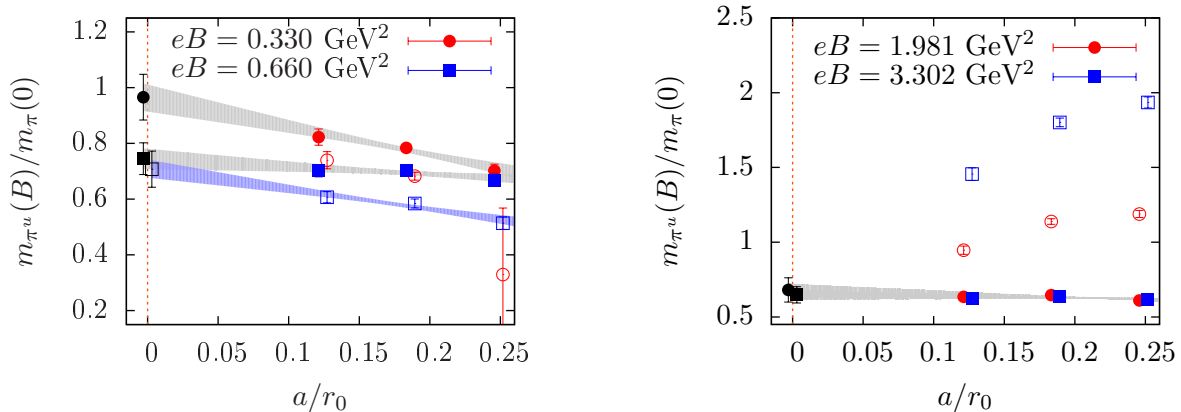 eB = 0.330 GeV²
eB = 0.660 GeV²
1.2
1
0.8
0.6
0.4
0.2
m_{π^u}(B)/m_π(0)
0 0.05 0.1 0.15 0.2 0.25
a/r₀
eB = 1.981 GeV²
eB = 3.302 GeV²
2.5
2
1.5
1
0.5
m_{π^u}(B)/m_π(0)
0 0.05 0.1 0.15 0.2 0.25
a/r₀